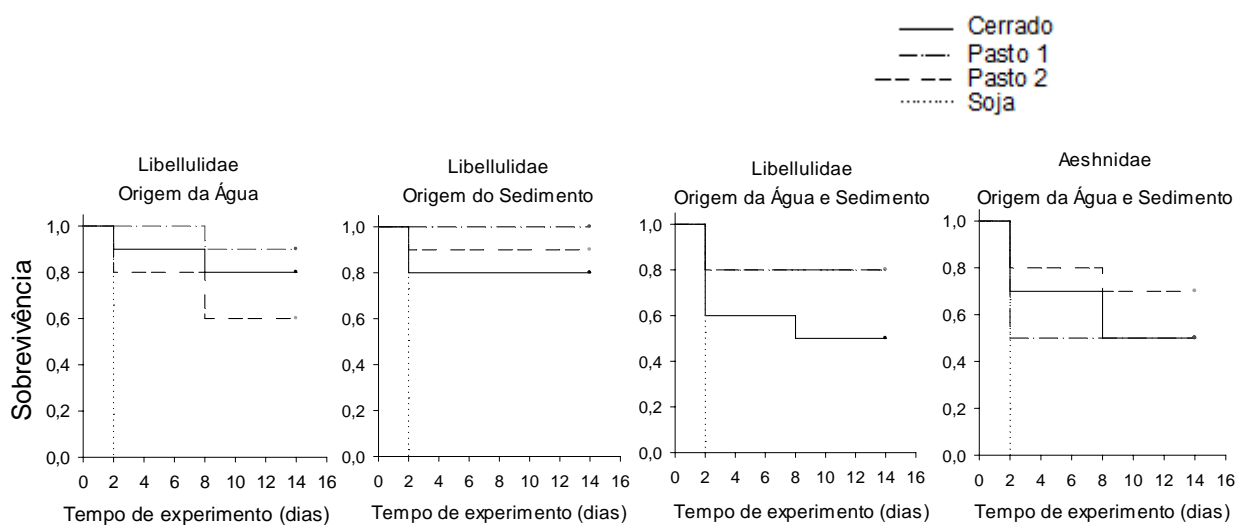 Cerrado
Pasto 1
Pasto 2
Soja
Libellulidae
Origem da Água
Libellulidae
Origem do Sedimento
Libellulidae
Origem da Água e Sedimento
Aeshnidae
Origem da Água e Sedimento
Sobrevivência
1,0
0,8
0,6
0,4
0,2
0,0
0 2 4 6 8 10 12 14 16
Tempo de experimento (dias)
1,0
0,8
0,6
0,4
0,2
0,0
0 2 4 6 8 10 12 14 16
Tempo de experimento (dias)
1,0
0,8
0,6
0,4
0,2
0,0
0 2 4 6 8 10 12 14 16
Tempo de experimento (dias)
1,0
0,8
0,6
0,4
0,2
0,0
0 2 4 6 8 10 12 14 16
Tempo de experimento (dias)